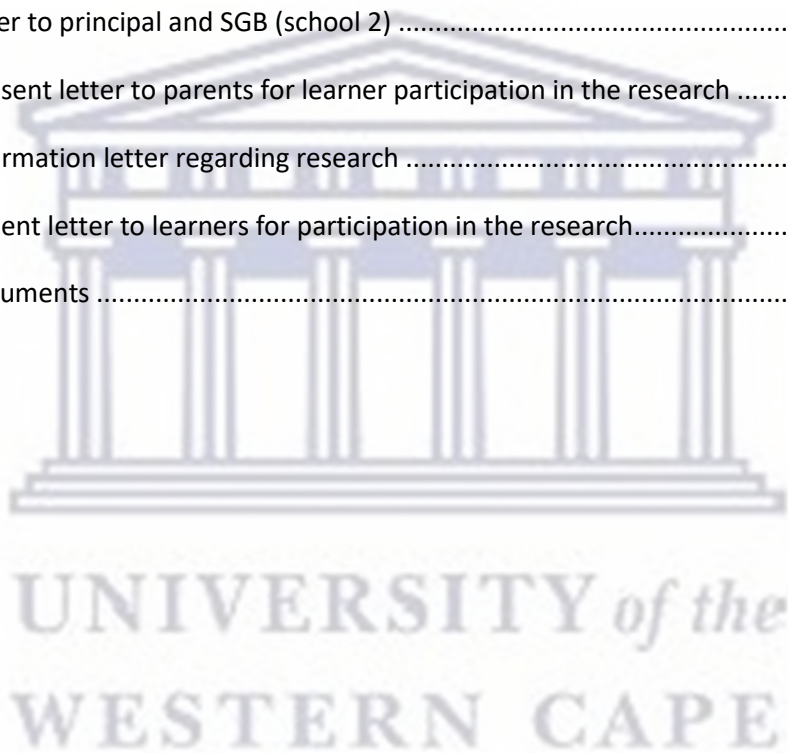 er to principal and SGB (school 2) ................................................
sent letter to parents for learner participation in the research .......
rmation letter regarding research ...............................................
ent letter to learners for participation in the research...................
uments ........................................................................................
UNIVERSITY of the
WESTERN CAPE